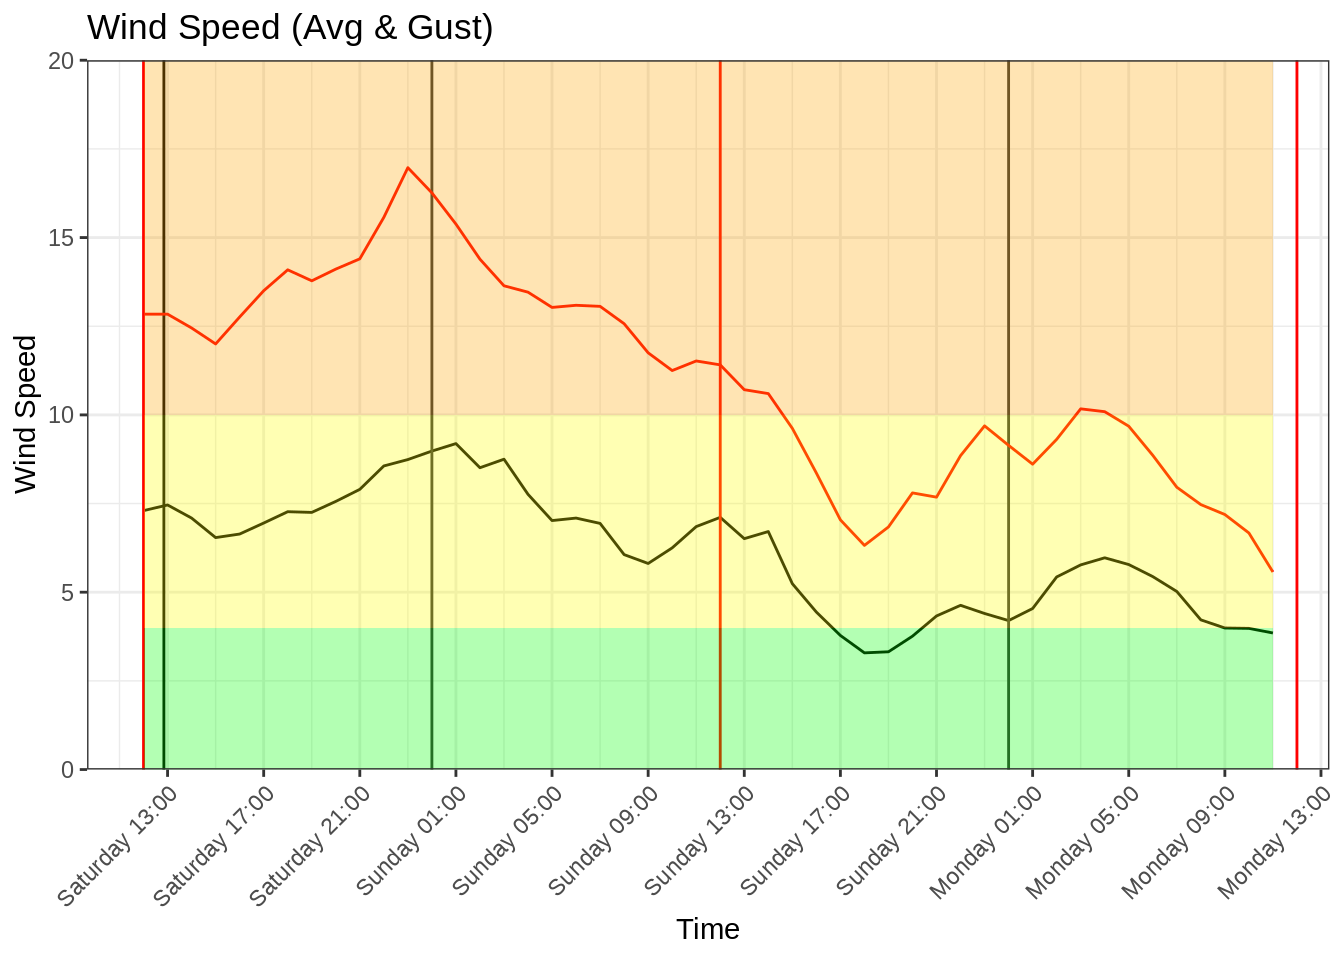 Wind Speed (Avg & Gust)
20
15
10
5
0
Wind Speed
Saturday 13:00
Saturday 17:00
Saturday 21:00
Sunday 01:00
Sunday 05:00
Sunday 09:00
Sunday 13:00
Sunday 17:00
Sunday 21:00
Monday 01:00
Monday 05:00
Monday 09:00
Monday 13:00
Time